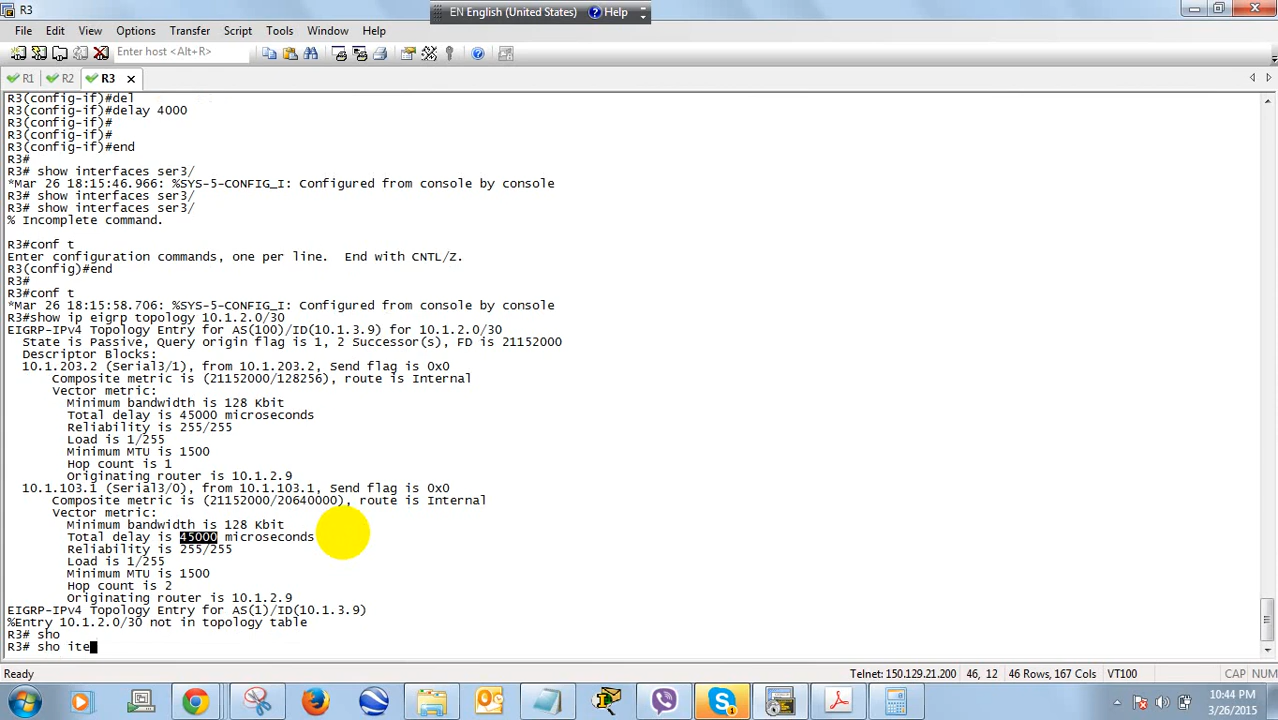 R3
EN English (United States) Help
File Edit View Options Transfer Script Tools Window Help
Enter host <Alt+R>
R1 R2 R3
R3(config-if)#del
R3(config-if)#delay 4000
R3(config-if)#
R3(config-if)#
R3(config-if)#end
R3#
R3# show interfaces ser3/
*Mar 26 18:15:46.966: %SYS-5-CONFIG_I: Configured from console by console
R3# show interfaces ser3/
R3# show interfaces ser3/
% Incomplete command.
R3#conf t
Enter configuration commands, one per line.  End with CNTL/Z.
R3(config)#end
R3#
R3#conf t
*Mar 26 18:15:58.706: %SYS-5-CONFIG_I: Configured from console by console
R3#show ip eigrp topology 10.1.2.0/30
EIGRP-IPv4 Topology Entry for AS(100)/ID(10.1.3.9) for 10.1.2.0/30
State is Passive, Query origin flag is 1, 2 Successor(s), FD is 21152000
Descriptor Blocks:
10.1.203.2 (Serial3/1), from 10.1.203.2, Send flag is 0x0
Composite metric is (21152000/128256), route is Internal
Vector metric:
Minimum bandwidth is 128 Kbit
Total delay is 45000 microseconds
Reliability is 255/255
Load is 1/255
Minimum MTU is 1500
Hop count is 1
Originating router is 10.1.2.9
10.1.103.1 (Serial3/0), from 10.1.103.1, Send flag is 0x0
Composite metric is (21152000/20640000), route is Internal
Vector metric:
Minimum bandwidth is 128 Kbit
Total delay is 45000 microseconds
Reliability is 255/255
Load is 1/255
Minimum MTU is 1500
Hop count is 2
Originating router is 10.1.2.9
EIGRP-IPv4 Topology Entry for AS(1)/ID(10.1.3.9)
%Entry 10.1.2.0/30 not in topology table
R3# sho
R3# sho ite
Ready Telnet: 150.129.21.200 46, 12 46 Rows, 167 Cols VT100 CAP NUM
10:44 PM
3/26/2015